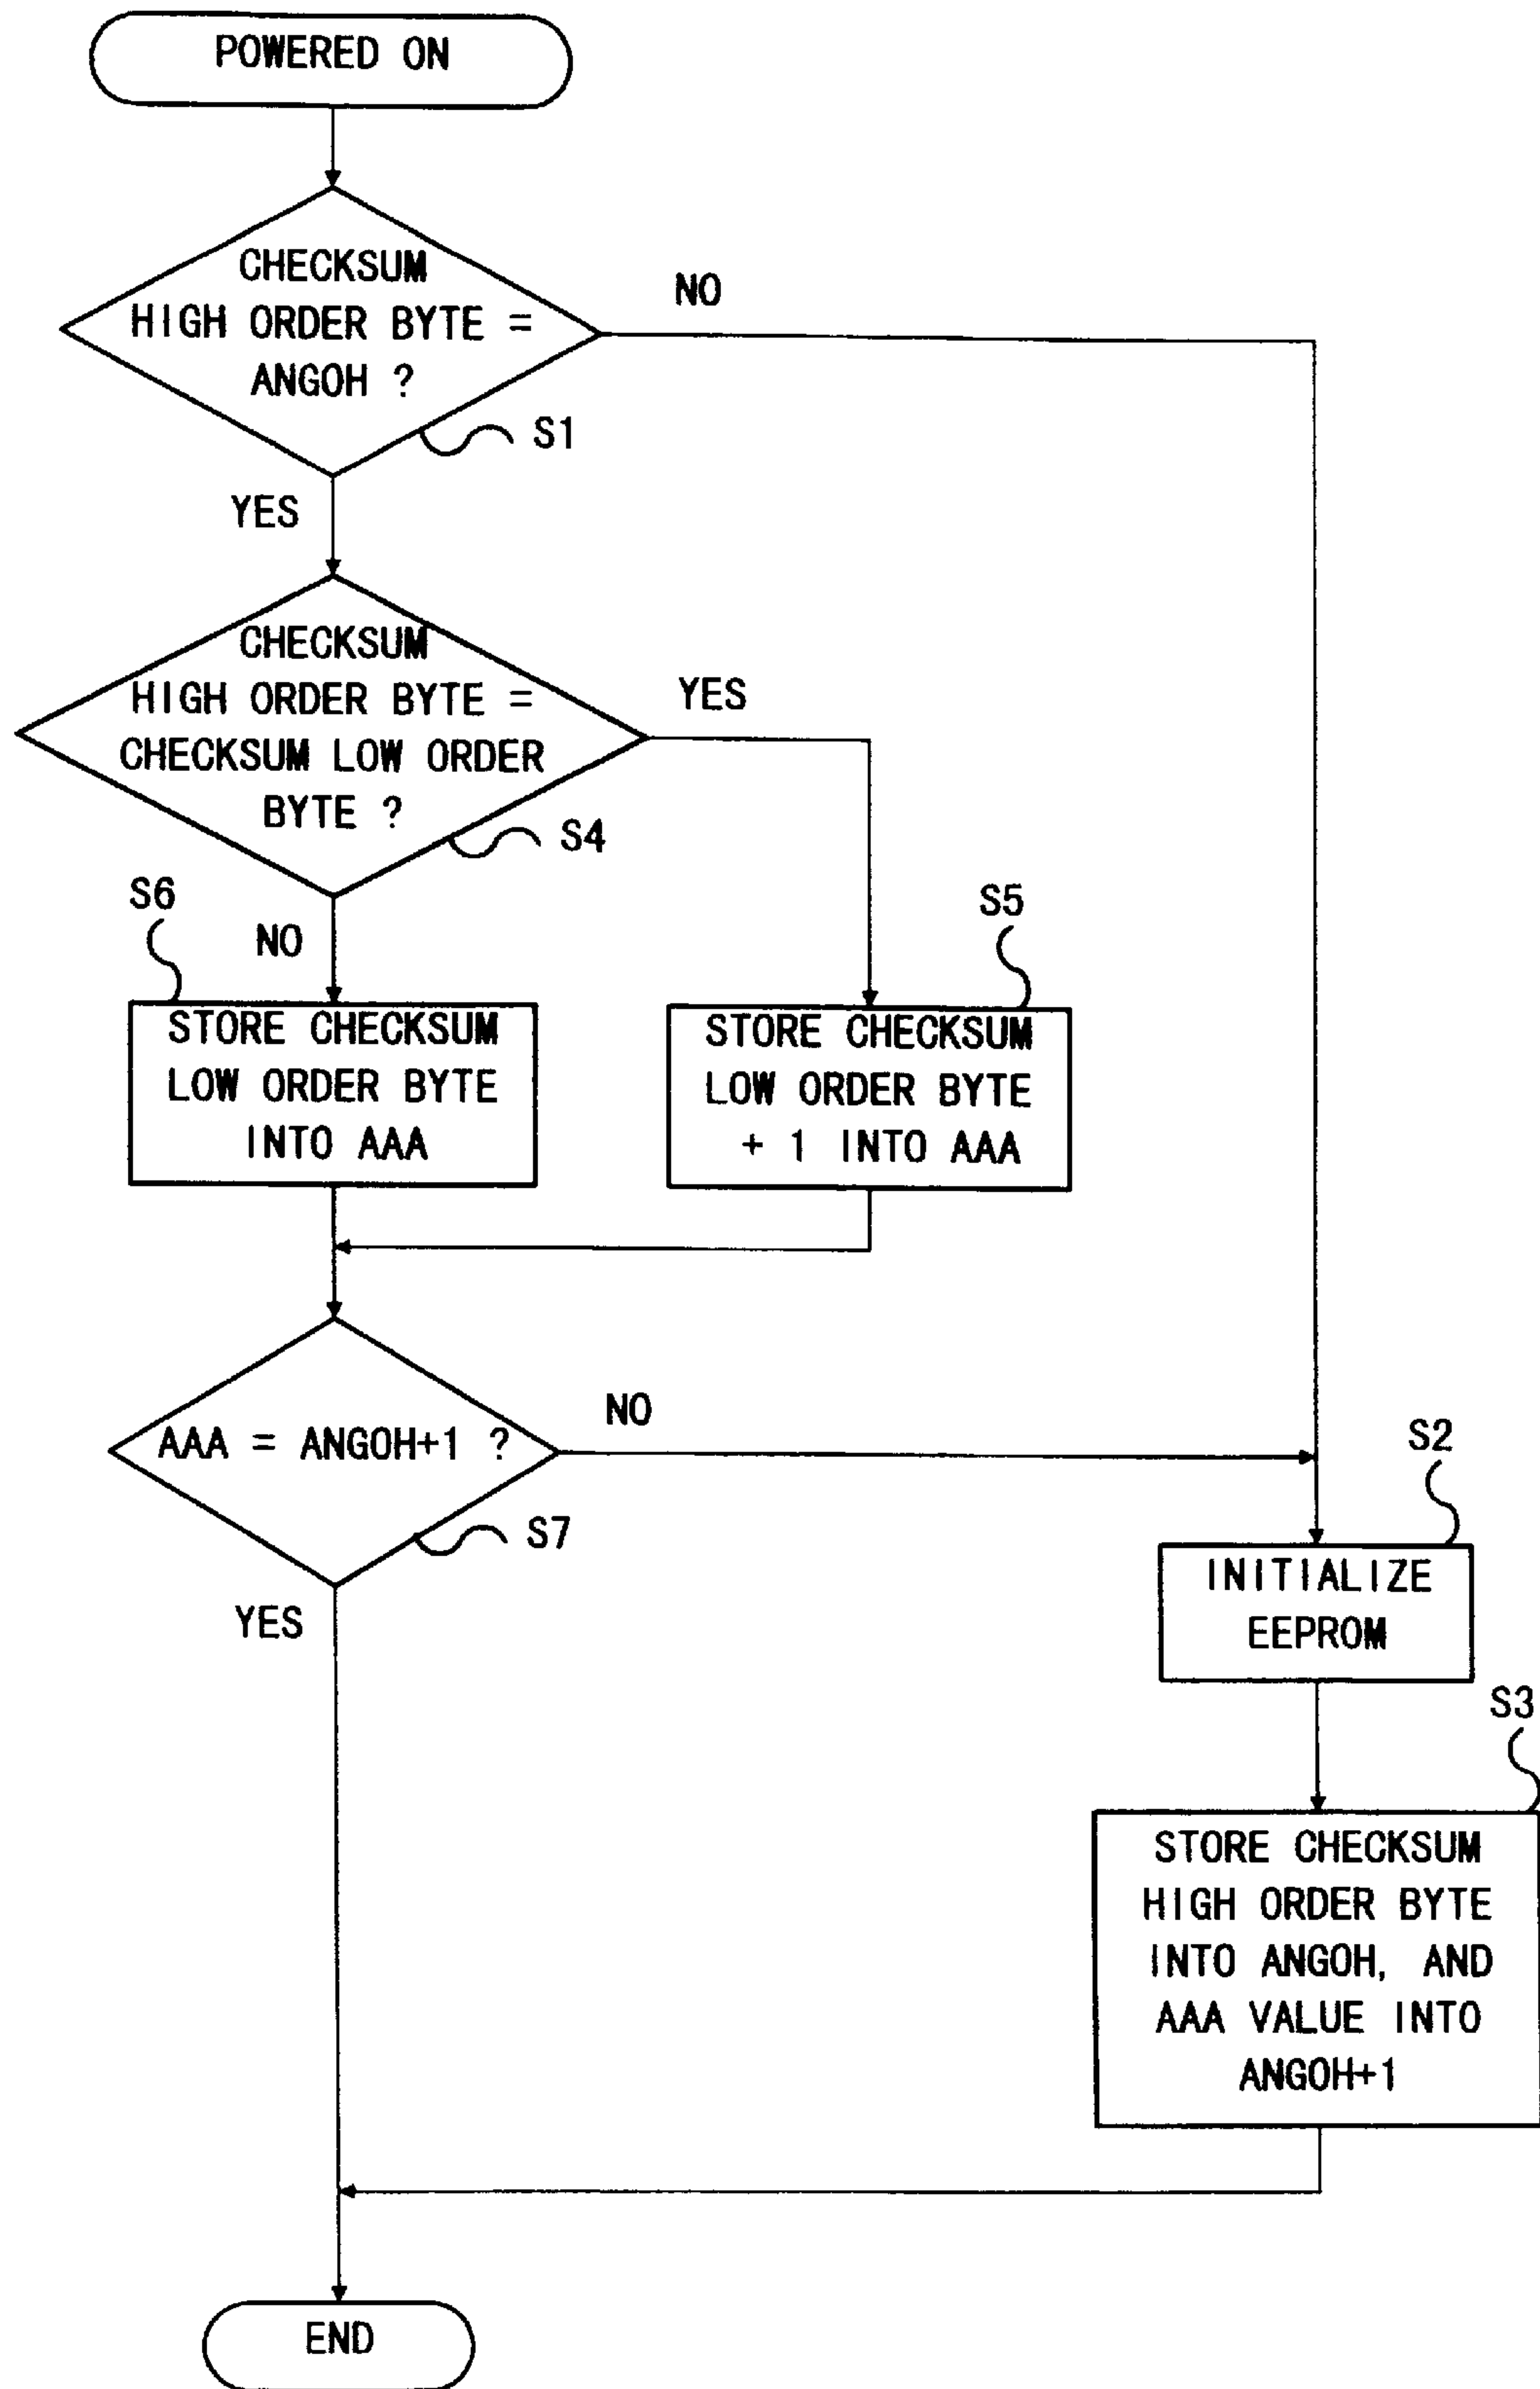 POWERED ON
CHECKSUM
HIGH ORDER BYTE =
ANGOH ?
NO
S1
YES
CHECKSUM
HIGH ORDER BYTE =
CHECKSUM LOW ORDER
BYTE ?
YES
S4
S6
NO
S5
STORE CHECKSUM
LOW ORDER BYTE
INTO AAA
STORE CHECKSUM
LOW ORDER BYTE
+ 1 INTO AAA
AAA = ANGOH+1 ?
NO
S7
YES
S2
INITIALIZE
EEPROM
S3
STORE CHECKSUM
HIGH ORDER BYTE
INTO ANGOH, AND
AAA VALUE INTO
ANGOH+1
END